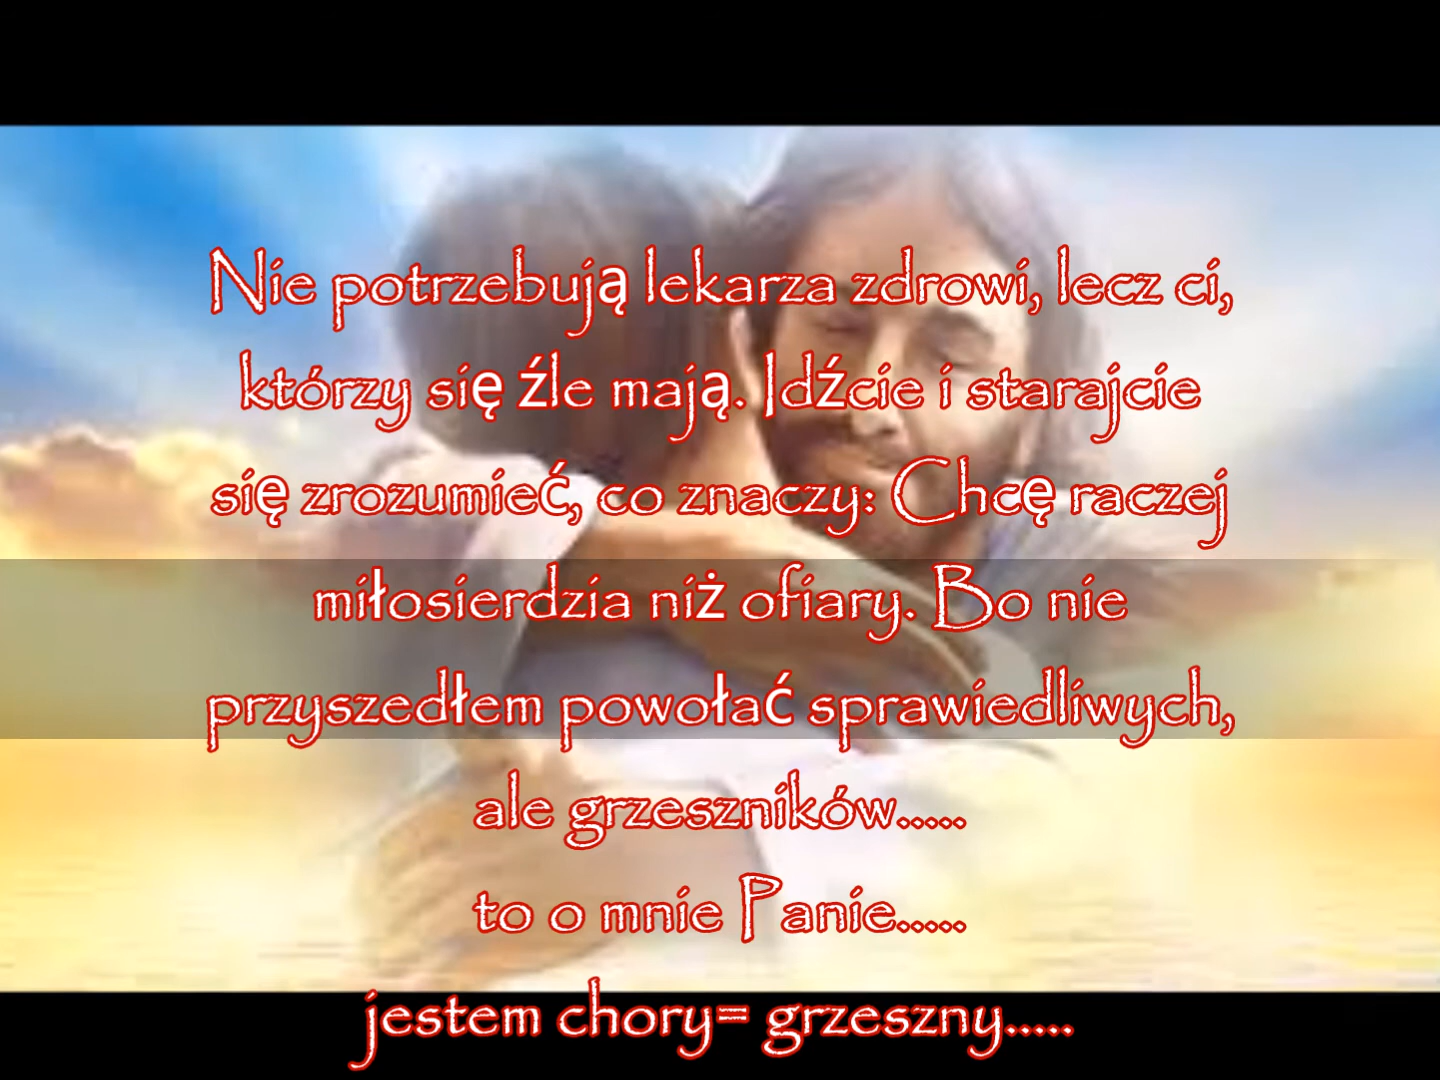 Nie potrzebują lekarza zdrowi, lecz ci,
którzy się źle mają. Idźcie i starajcie
się zrozumieć, co znaczy: Chcę raczej
miłosierdzia niż ofiary. Bo nie
przyszedłem powołać sprawiedliwych,
ale grzeszników.....
to o mnie Panie.....
jestem chory= grzeszny.....